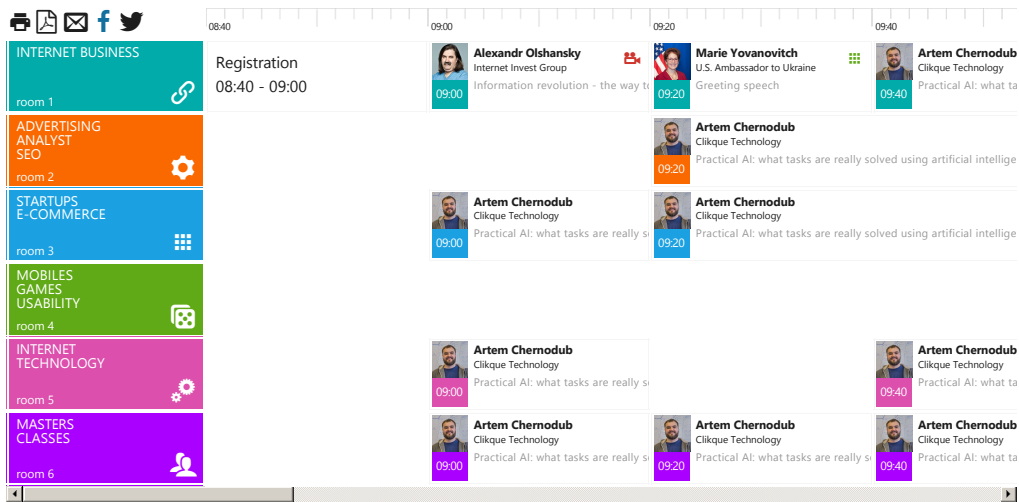 08:40
09:00
09:20
09:40
INTERNET BUSINESS
room 1
Registration
08:40 - 09:00
Alexandr Olshansky
Internet Invest Group
Information revolution - the way to
09:00
Marie Yovanovitch
U.S. Ambassador to Ukraine
Greeting speech
09:20
Artem Chernodub
Clikque Technology
Practical AI: what ta
09:40
ADVERTISING
ANALYST
SEO
room 2
Artem Chernodub
Clikque Technology
Practical AI: what tasks are really solved using artificial intellige
09:20
STARTUPS
E-COMMERCE
room 3
Artem Chernodub
Clikque Technology
Practical AI: what tasks are really s
09:00
Artem Chernodub
Clikque Technology
Practical AI: what tasks are really solved using artificial intellige
09:20
MOBILES
GAMES
USABILITY
room 4
INTERNET
TECHNOLOGY
room 5
Artem Chernodub
Clikque Technology
Practical AI: what tasks are really s
09:00
Artem Chernodub
Clikque Technology
Practical AI: what ta
09:40
MASTERS
CLASSES
room 6
Artem Chernodub
Clikque Technology
Practical AI: what tasks are really s
09:00
Artem Chernodub
Clikque Technology
Practical AI: what tasks are really s
09:20
Artem Chernodub
Clikque Technology
Practical AI: what ta
09:40